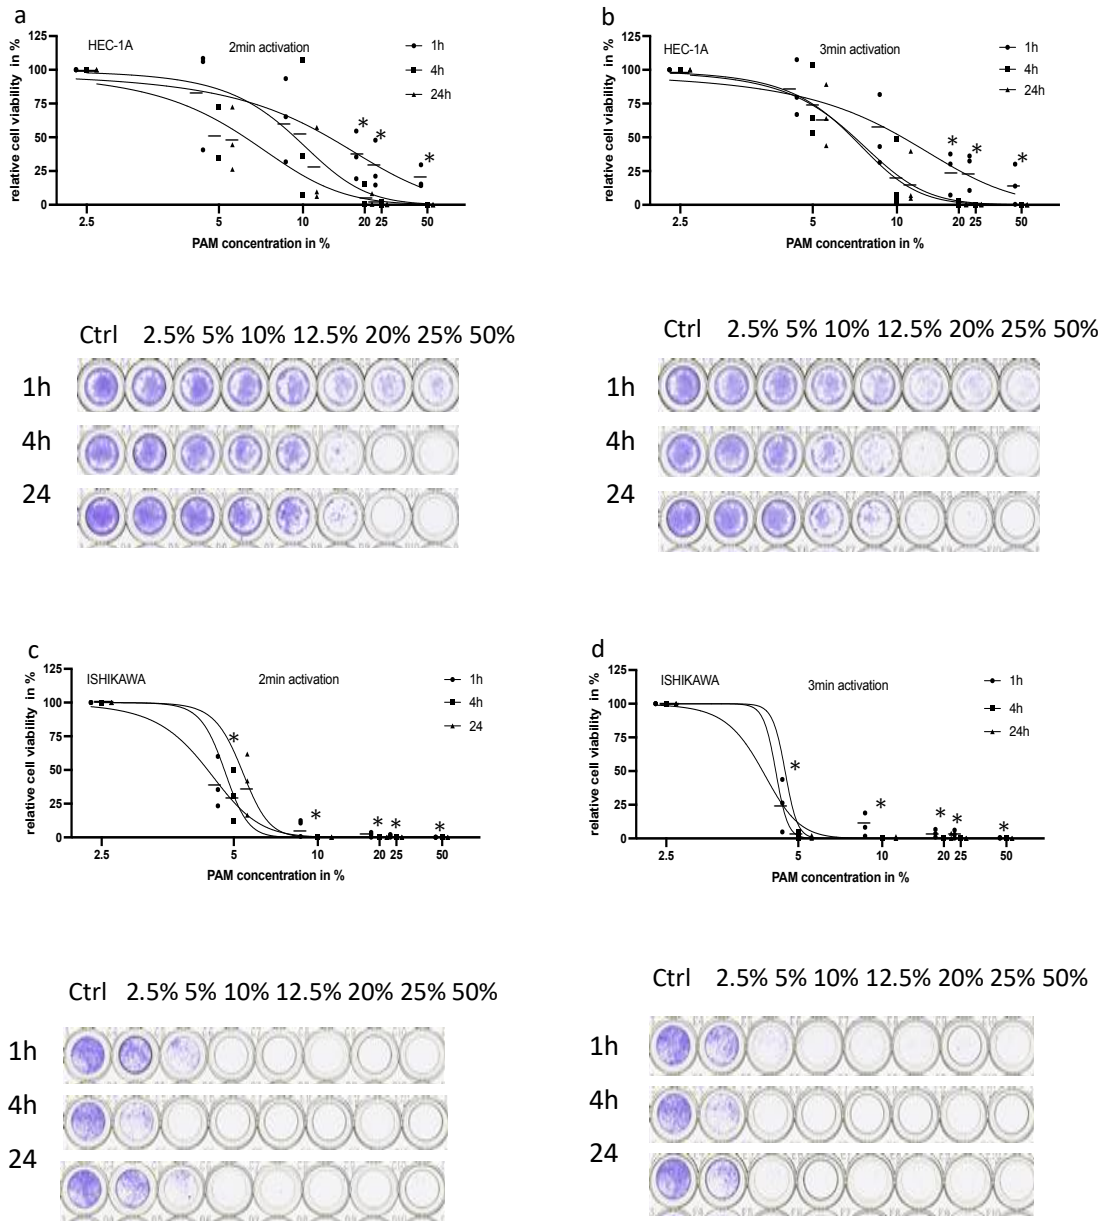 a
HEC-1A 2min activation
1h
4h
24h
relative cell viability in %
125
100
75
50
25
0
* * *
2.5 5 10 20 25 50
PAM concentration in %
b
HEC-1A 3min activation
1h
4h
24h
relative cell viability in %
125
100
75
50
25
0
* * *
2.5 5 10 20 25 50
PAM concentration in %
Ctrl 2.5% 5% 10% 12.5% 20% 25% 50%
1h
4h
24
Ctrl 2.5% 5% 10% 12.5% 20% 25% 50%
1h
4h
24
c
ISHIKAWA 2min activation
1h
4h
24
relative cell viability in %
125
100
75
50
25
0
* * * * *
2.5 5 10 20 25 50
PAM concentration in %
d
ISHIKAWA 3min activation
1h
4h
24h
relative cell viability in %
125
100
75
50
25
0
* * * * *
2.5 5 10 20 25 50
PAM concentration in %
Ctrl 2.5% 5% 10% 12.5% 20% 25% 50%
1h
4h
24
Ctrl 2.5% 5% 10% 12.5% 20% 25% 50%
1h
4h
24